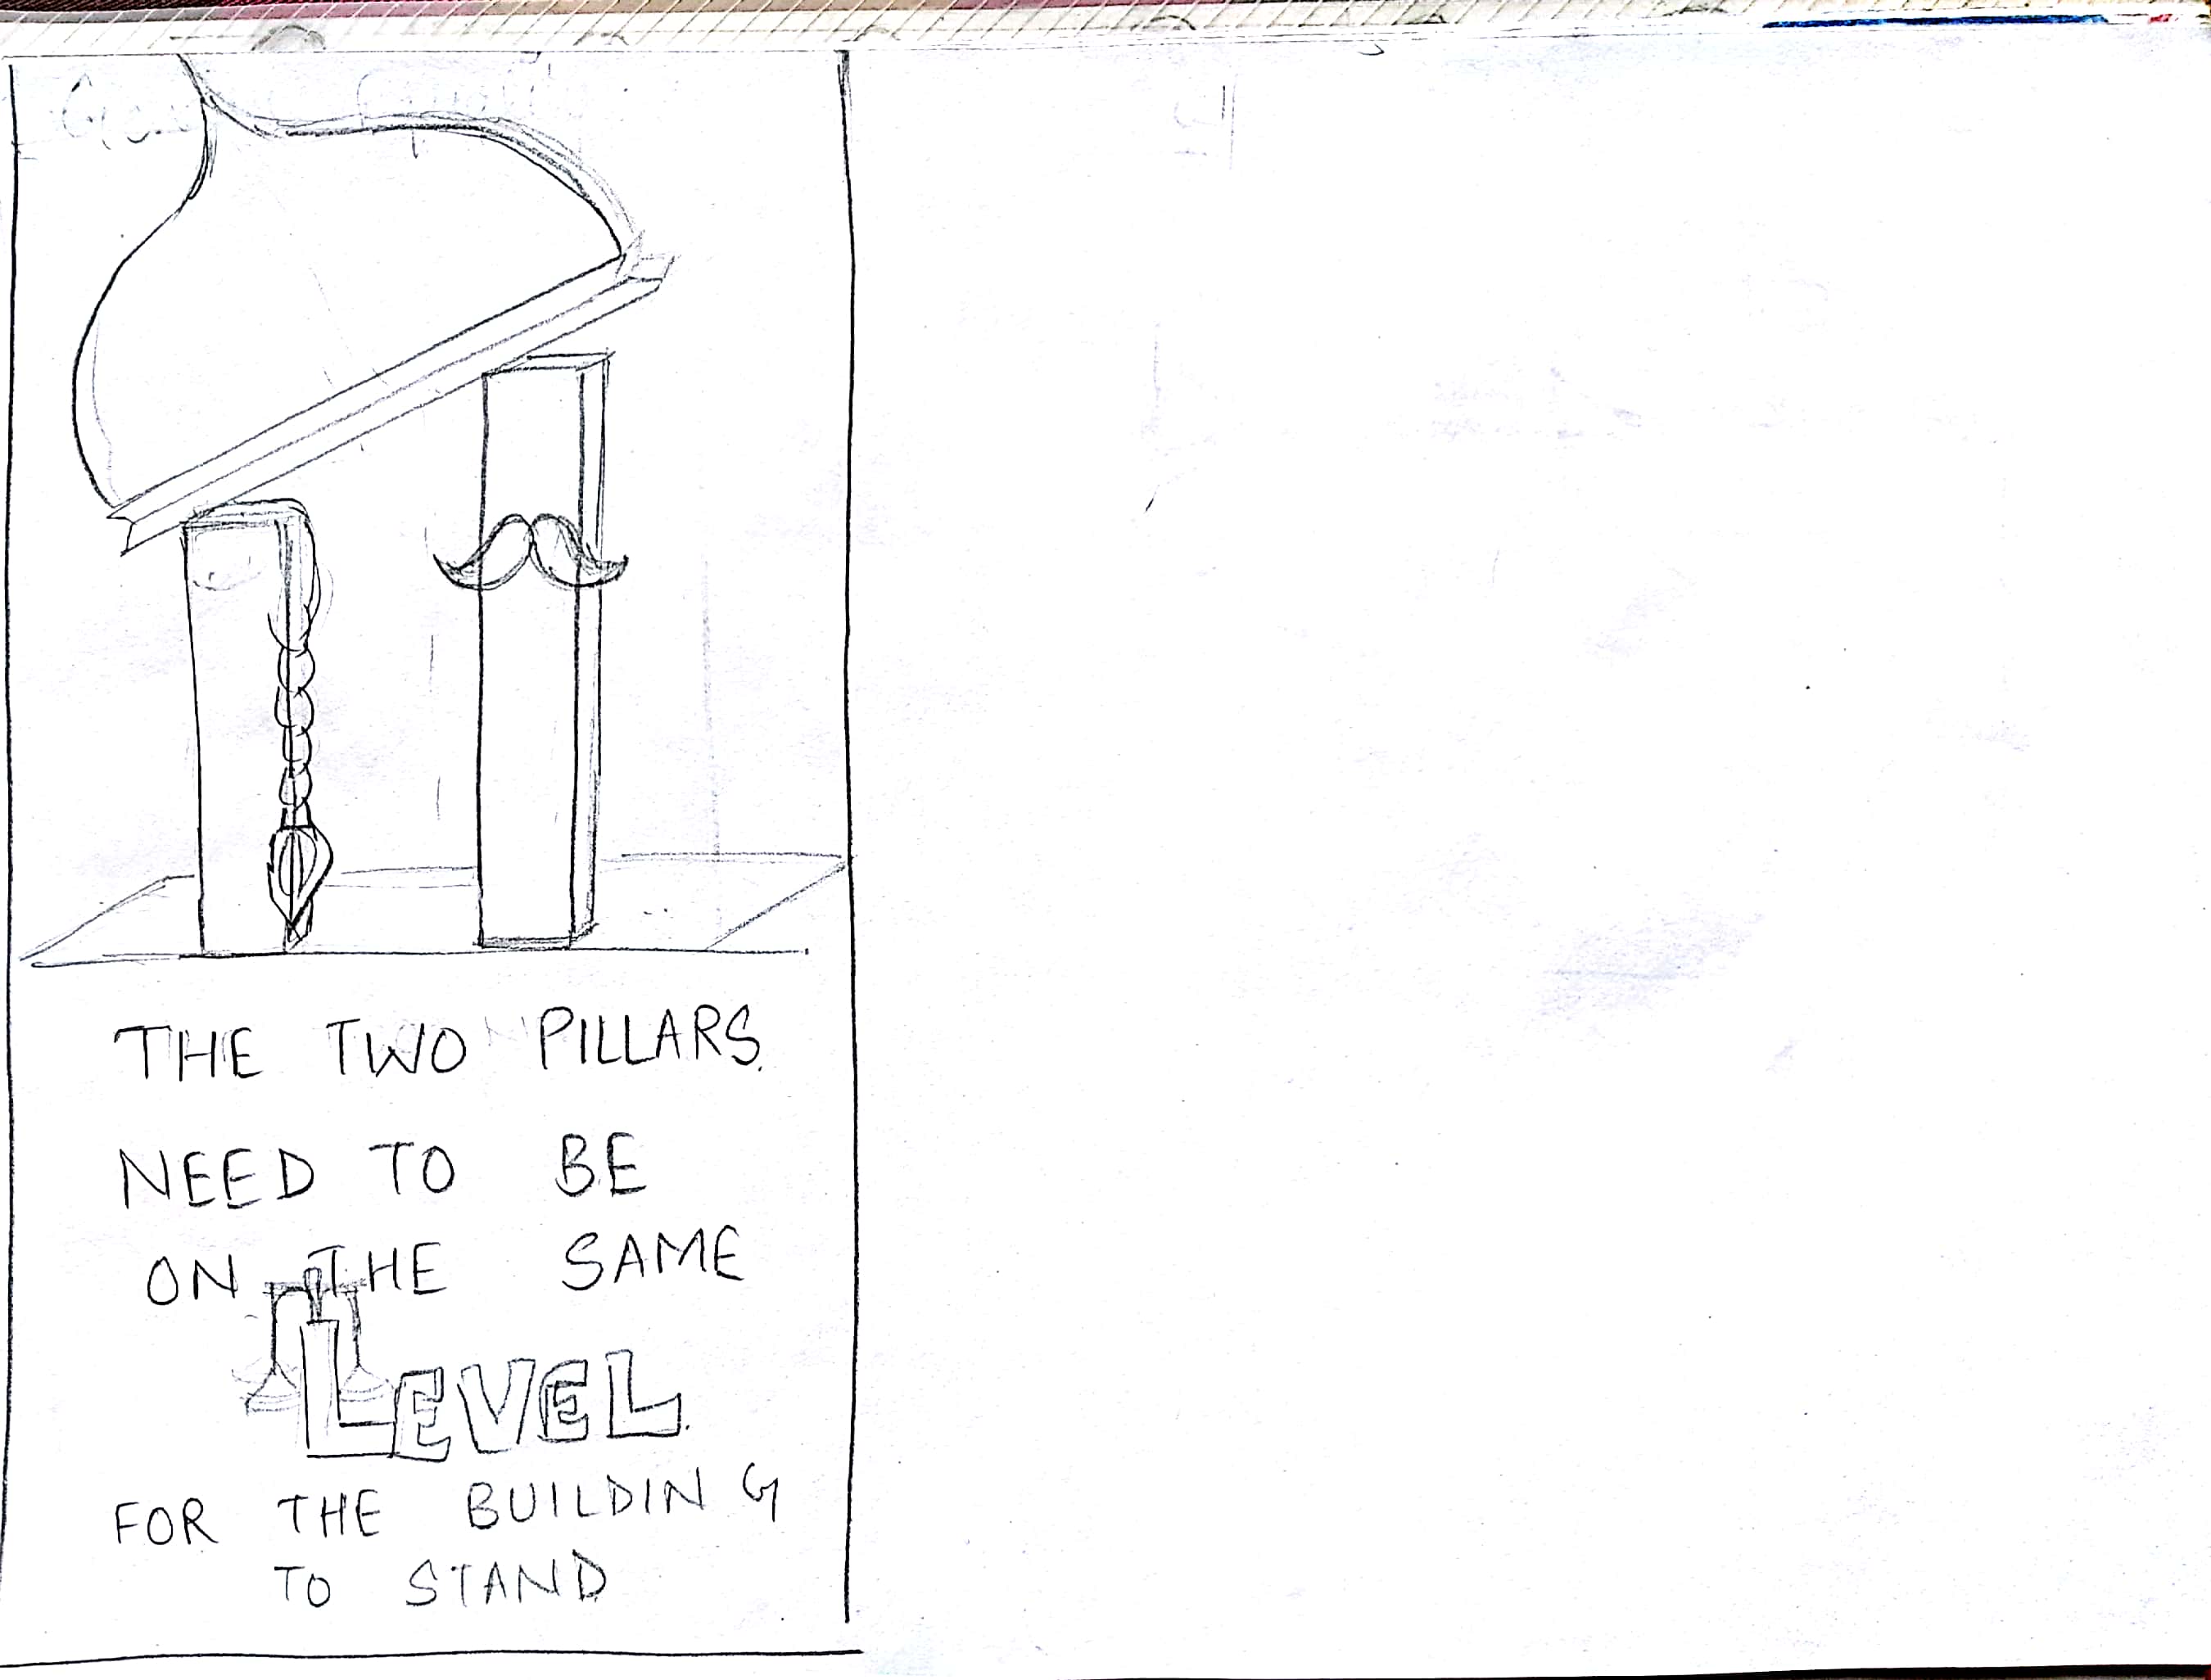 THE TWO PILLARS
NEED TO BE
ON THE SAME
LEVEL
FOR THE BUILDING
TO STAND